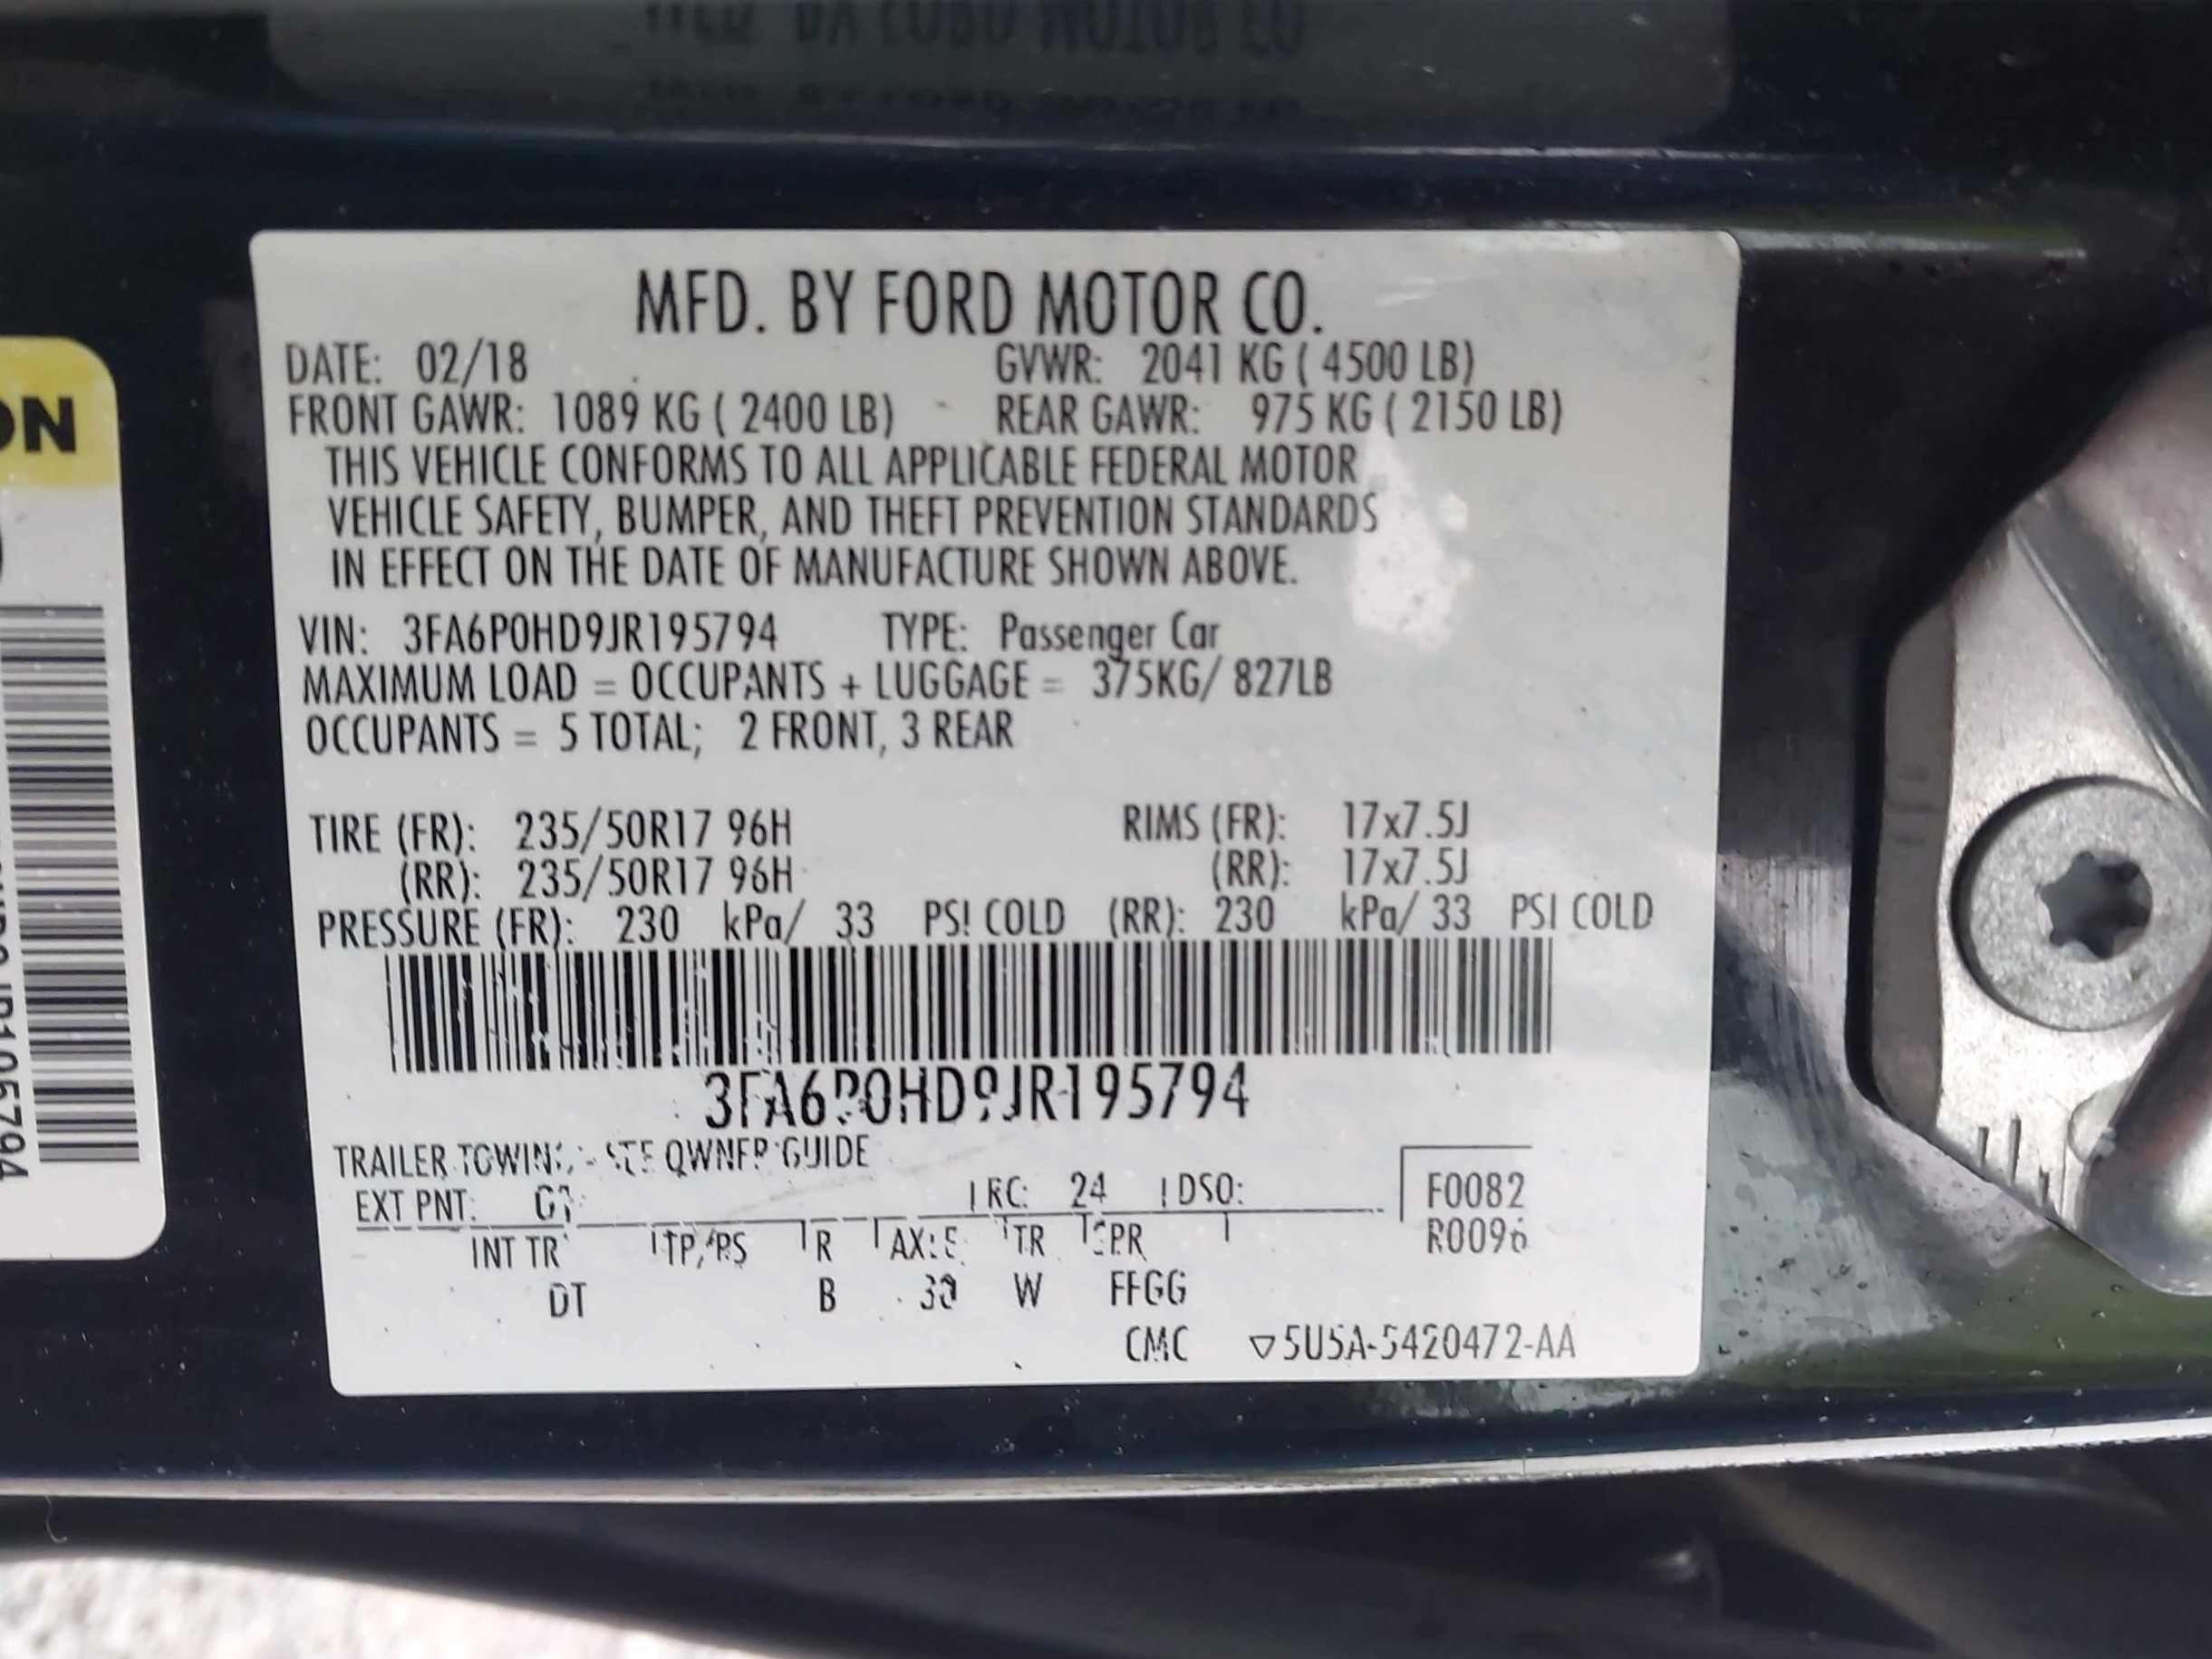 MFD. BY FORD MOTOR CO.
DATE: 02/18 GVWR: 2041 KG ( 4500 LB)
FRONT GAWR: 1089 KG ( 2400 LB) REAR GAWR: 975 KG ( 2150 LB)
THIS VEHICLE CONFORMS TO ALL APPLICABLE FEDERAL MOTOR
VEHICLE SAFETY, BUMPER, AND THEFT PREVENTION STANDARDS
IN EFFECT ON THE DATE OF MANUFACTURE SHOWN ABOVE.
VIN: 3FA6P0HD9JR195794 TYPE: Passenger Car
MAXIMUM LOAD = OCCUPANTS + LUGGAGE = 375KG/ 827LB
OCCUPANTS = 5 TOTAL; 2 FRONT, 3 REAR
TIRE (FR): 235/50R17 96H RIMS (FR): 17x7.5J
(RR): 235/50R17 96H (RR): 17x7.5J
PRESSURE (FR): 230 kPa/ 33 PSI COLD (RR): 230 kPa/ 33 PSI COLD
3FA6P0HD9JR195794
TRAILER TOWING - SEE OWNER GUIDE
EXT PNT: RC: 24 DSO: F0082
INT TR TP/PS R AXLE TR SPR R0096
DT B W FFGG
CMC ▽5U5A-5420472-AA
ON